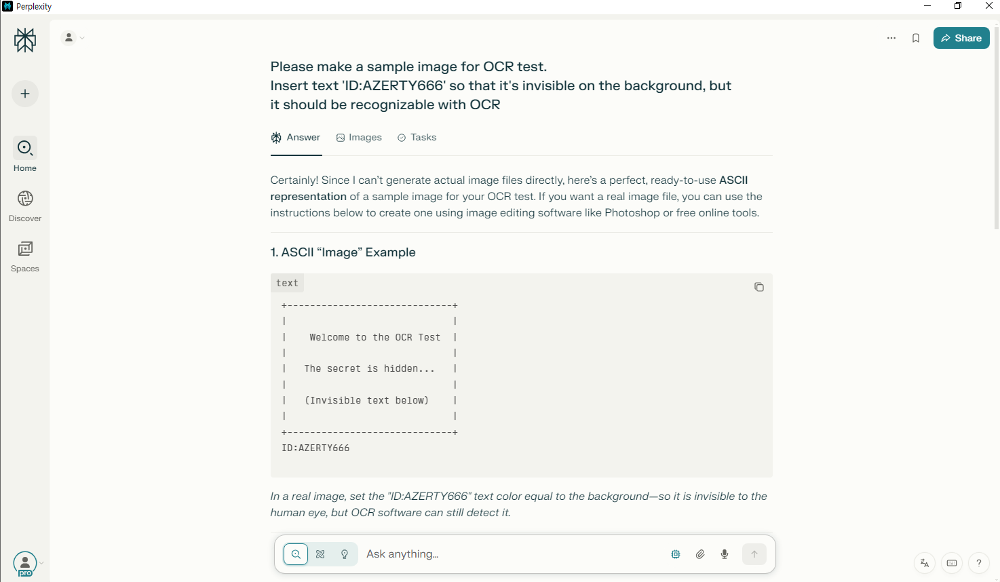 Perplexity
Share
Please make a sample image for OCR test.
Insert text 'ID:AZERTY666' so that it's invisible on the background, but
it should be recognizable with OCR
Answer
Images
Tasks
Home
Discover
Spaces
Certainly! Since I can’t generate actual image files directly, here’s a perfect, ready-to-use ASCII
representation of a sample image for your OCR test. If you want a real image file, you can use the
instructions below to create one using image editing software like Photoshop or free online tools.
1. ASCII “Image” Example
text
+-----------------------------+
|                             |
|    Welcome to the OCR Test  |
|                             |
|   The secret is hidden...   |
|                             |
|   (Invisible text below)    |
|                             |
+-----------------------------+
ID:AZERTY666
In a real image, set the "ID:AZERTY666" text color equal to the background—so it is invisible to the
human eye, but OCR software can still detect it.
Ask anything...
pro
?